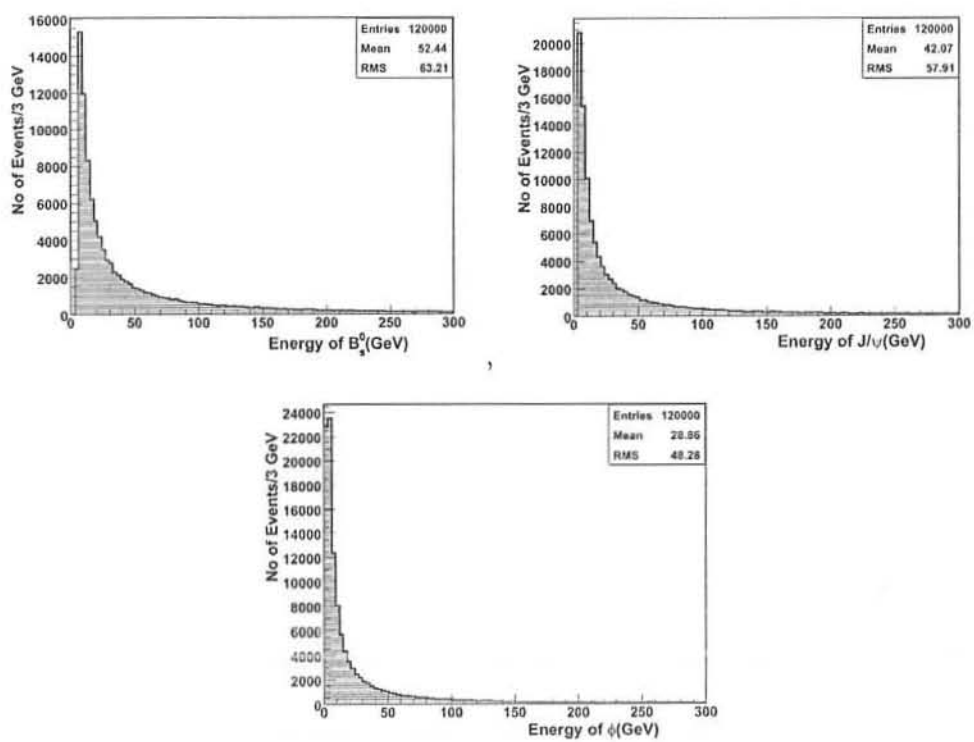 16000
14000
12000
10000
8000
6000
4000
2000
0
No of Events/3 GeV
Entries 120000
Mean 52.44
RMS 63.21
0 50 100 150 200 250 300
Energy of B⁰ₛ(GeV)
,
20000
18000
16000
14000
12000
10000
8000
6000
4000
2000
0
No of Events/3 GeV
Entries 120000
Mean 42.07
RMS 57.91
0 50 100 150 200 250 300
Energy of J/ψ(GeV)
24000
22000
20000
18000
16000
14000
12000
10000
8000
6000
4000
2000
0
No of Events/3 GeV
Entries 120000
Mean 28.86
RMS 48.28
0 50 100 150 200 250 300
Energy of ϕ(GeV)